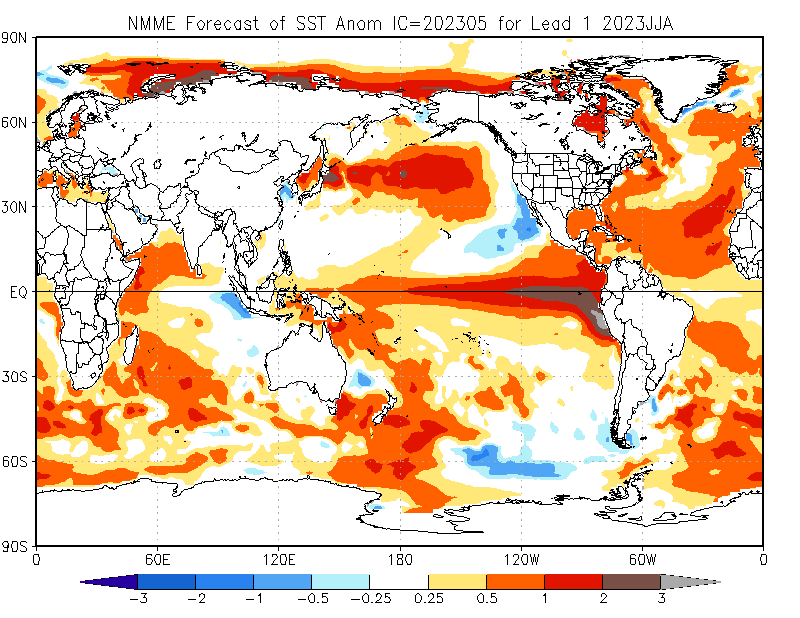 NMME Forecast of SST Anom IC=202305 for Lead 1 2023JJA
90N
60N
30N
EQ
30S
60S
90S
0 60E 120E 180 120W 60W 0
-3 -2 -1 -0.5 -0.25 0.25 0.5 1 2 3